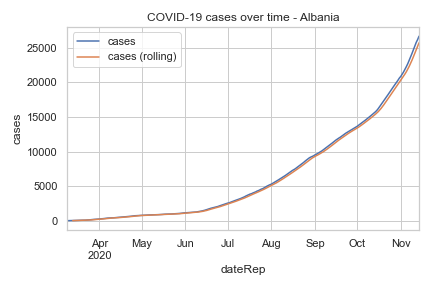 COVID-19 cases over time - Albania
cases
cases (rolling)
25000
20000
15000
10000
5000
0
cases
Apr May Jun Jul Aug Sep Oct Nov
2020
dateRep